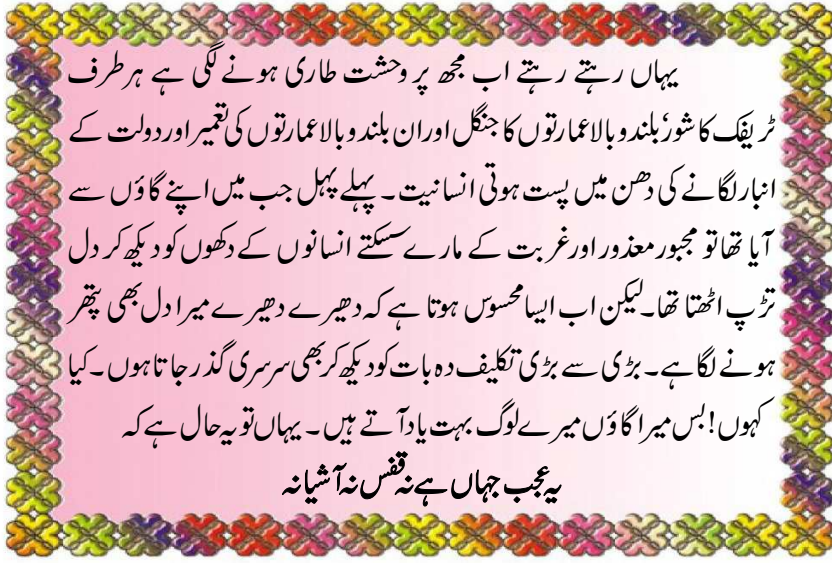 یہاں رہتے رہتے اب مجھ پر وحشت طاری ہونے لگی ہے ہر طرف
ٹریفک کا شور’بلند و بالا عمارتوں کا جنگل اور ان بلند و بالا عمارتوں کی تعمیر اور دولت کے
انبار لگانے کی دھن میں پست ہوتی انسانیت۔ پہلے پہل جب میں اپنے گاؤں سے
آیا تھا تو مجبور معذور اور غربت کے مارے سسکتے انسانوں کے دکھوں کو دیکھ کر دل
تڑپ اٹھتا تھا۔ لیکن اب ایسا محسوس ہوتا ہے کہ دھیرے دھیرے میرا دل بھی پتھر
ہونے لگا ہے۔ بڑی سے بڑی تکلیف دہ بات کو دیکھ کر بھی سرسری گذر جاتا ہوں۔ کیا
کہوں! بس میرا گاؤں میرے لوگ بہت یاد آتے ہیں۔ یہاں تو یہ حال ہے کہ
یہ عجب جہاں ہے نہ قفس نہ آشیانہ